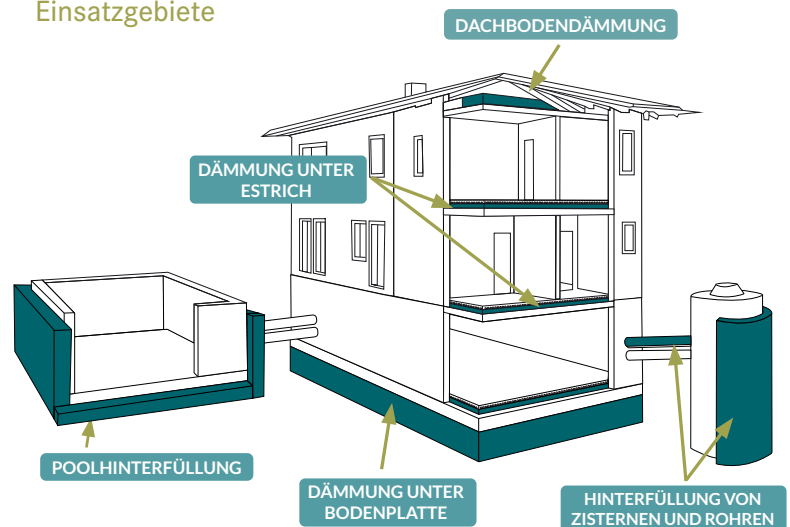 Einsatzgebiete
DACHBODENDÄMMUNG
DÄMMUNG UNTER
ESTRICH
POOLHINTERFÜLLUNG
DÄMMUNG UNTER
BODENPLATTE
HINTERFÜLLUNG VON
ZISTERNEN UND ROHREN